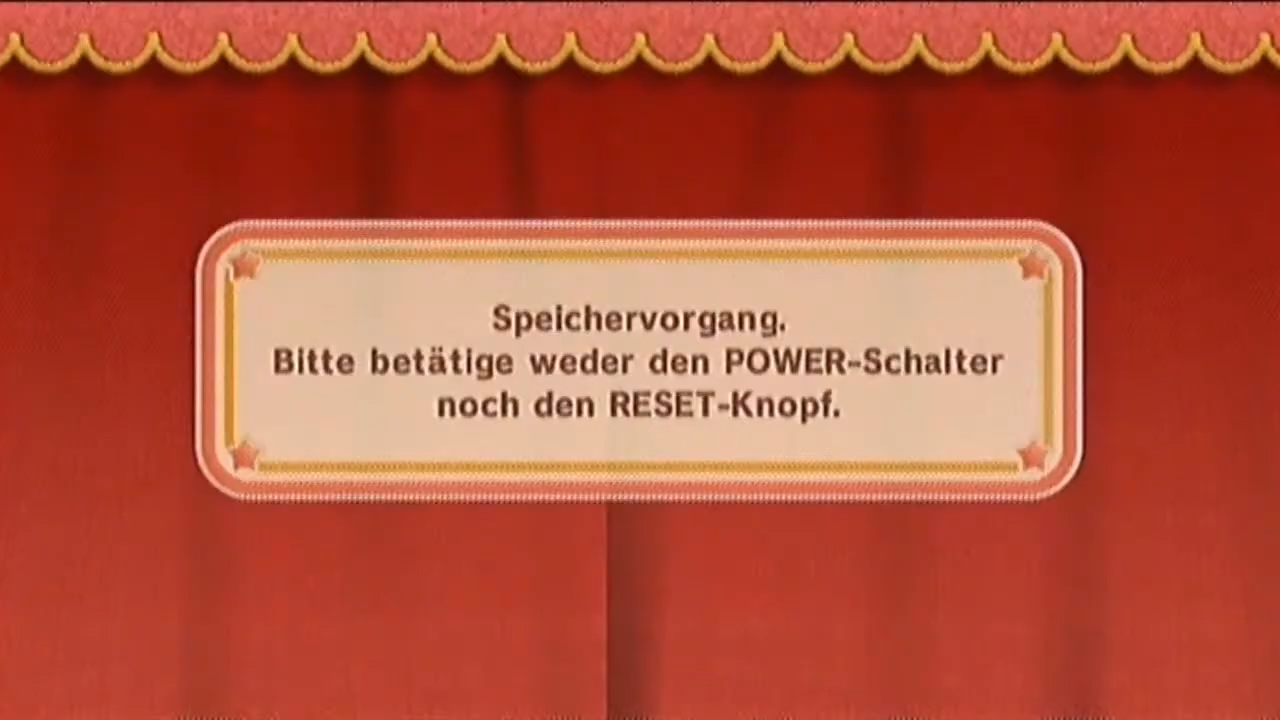 Speichervorgang.
Bitte betätige weder den POWER-Schalter
noch den RESET-Knopf.